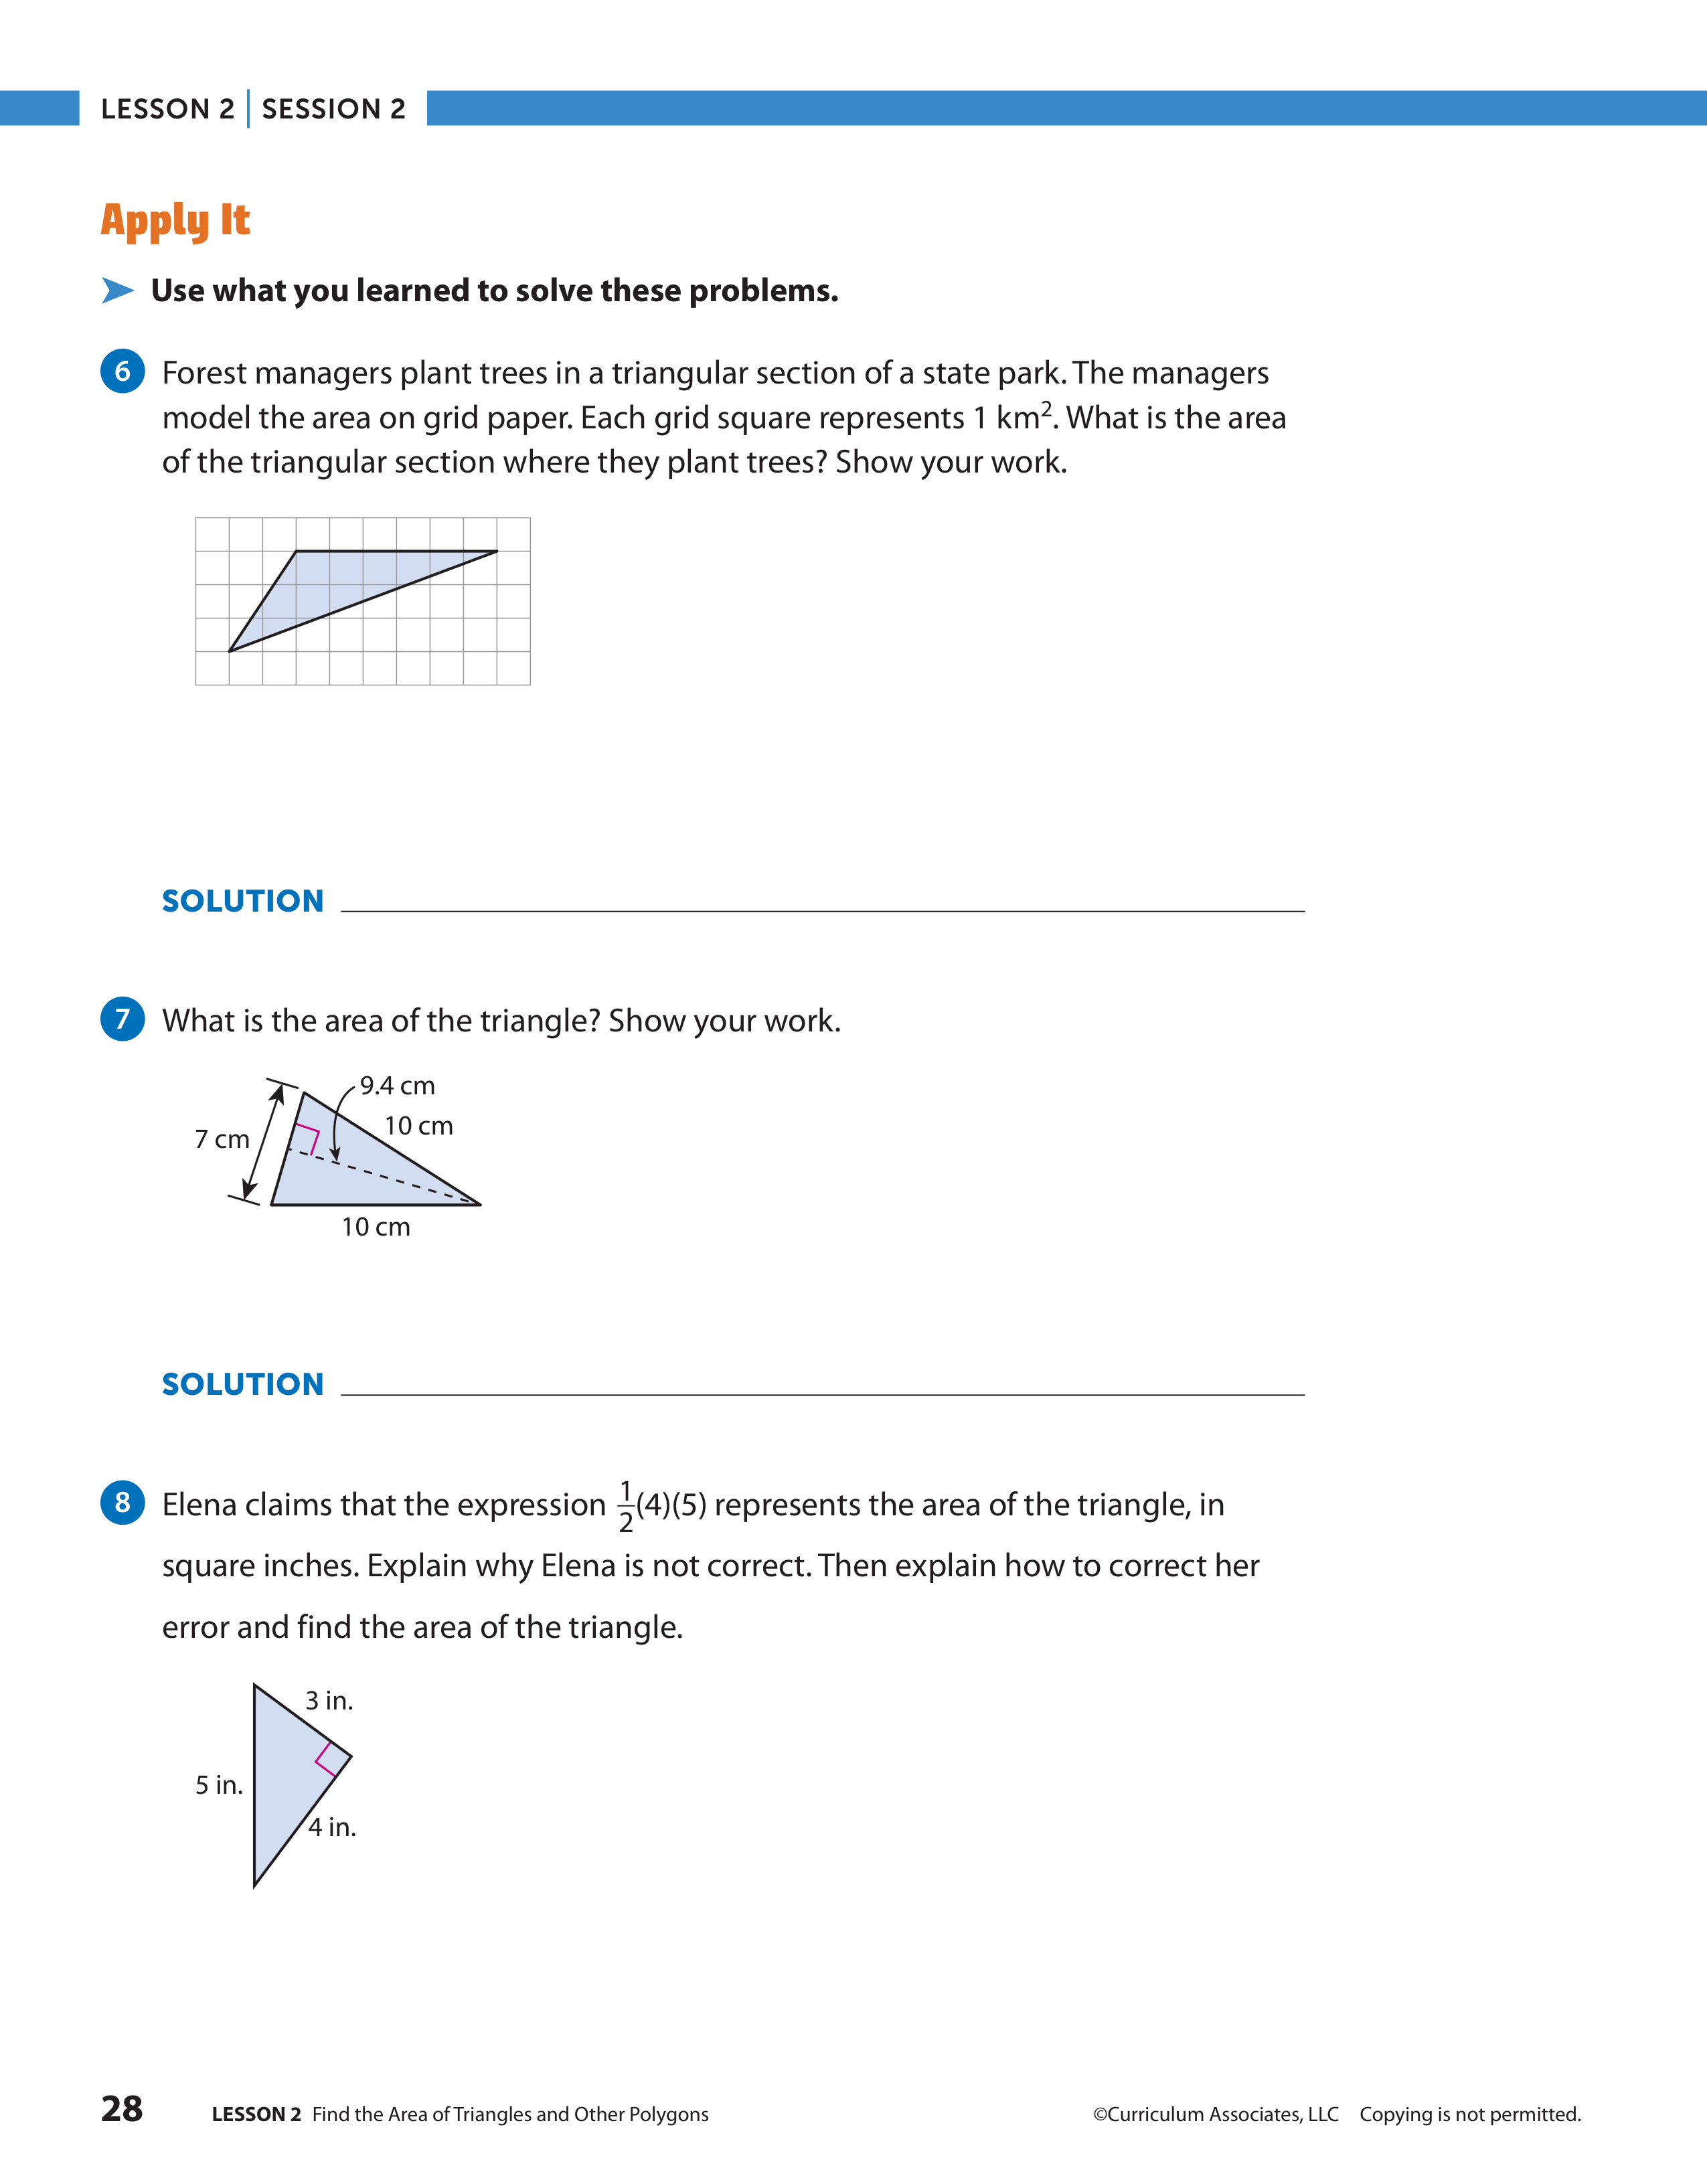 LESSON 2 | SESSION 2
Apply It
Use what you learned to solve these problems.
6 Forest managers plant trees in a triangular section of a state park. The managers
model the area on grid paper. Each grid square represents 1 km². What is the area
of the triangular section where they plant trees? Show your work.
SOLUTION
7 What is the area of the triangle? Show your work.
9.4 cm
10 cm
7 cm
10 cm
SOLUTION
8 Elena claims that the expression 1/2(4)(5) represents the area of the triangle, in
square inches. Explain why Elena is not correct. Then explain how to correct her
error and find the area of the triangle.
3 in.
5 in.
4 in.
28 LESSON 2 Find the Area of Triangles and Other Polygons ©Curriculum Associates, LLC Copying is not permitted.